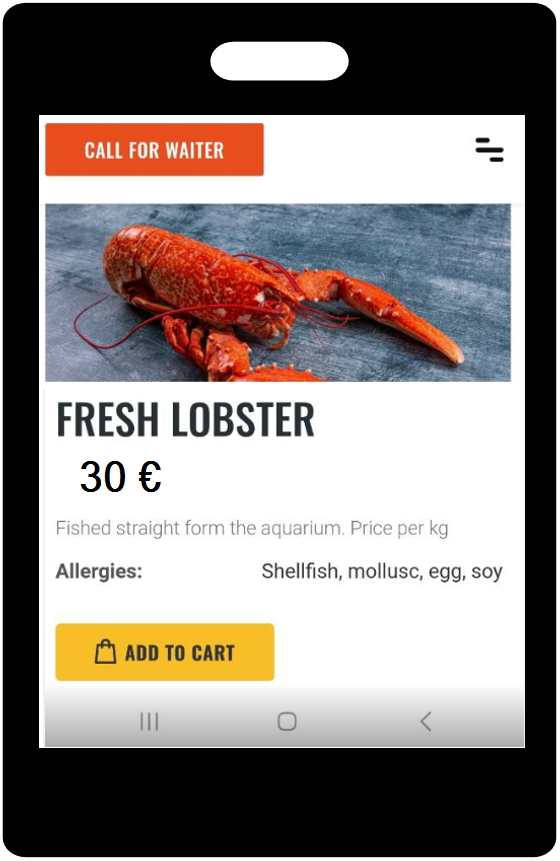 CALL FOR WAITER
FRESH LOBSTER
30 €
Fished straight form the aquarium. Price per kg
Allergies: Shellfish, mollusc, egg, soy
ADD TO CART